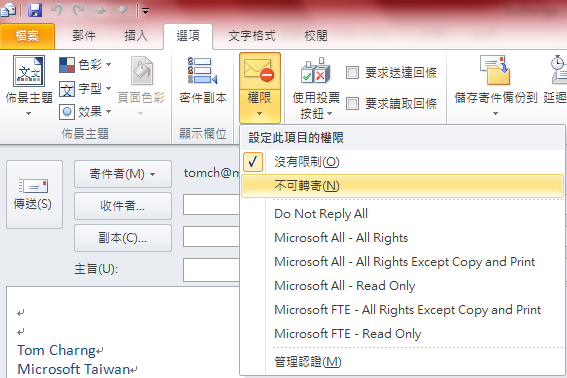 檔案 郵件 插入 選項 文字格式 校閱
佈景主題 色彩 字型 效果 頁面色彩 密件副本 權限 使用投票按鈕 要求送達回條 要求讀取回條 儲存寄件備份到
佈景主題 顯示欄位
設定此項目的權限
沒有限制(O)
不可轉寄(N)
Do Not Reply All
Microsoft All - All Rights
Microsoft All - All Rights Except Copy and Print
Microsoft All - Read Only
Microsoft FTE - All Rights Except Copy and Print
Microsoft FTE - Read Only
管理認證(M)
傳送(S)
寄件者(M) tomch@m
收件者...
副本(C)...
主旨(U):
Tom Charng
Microsoft Taiwan